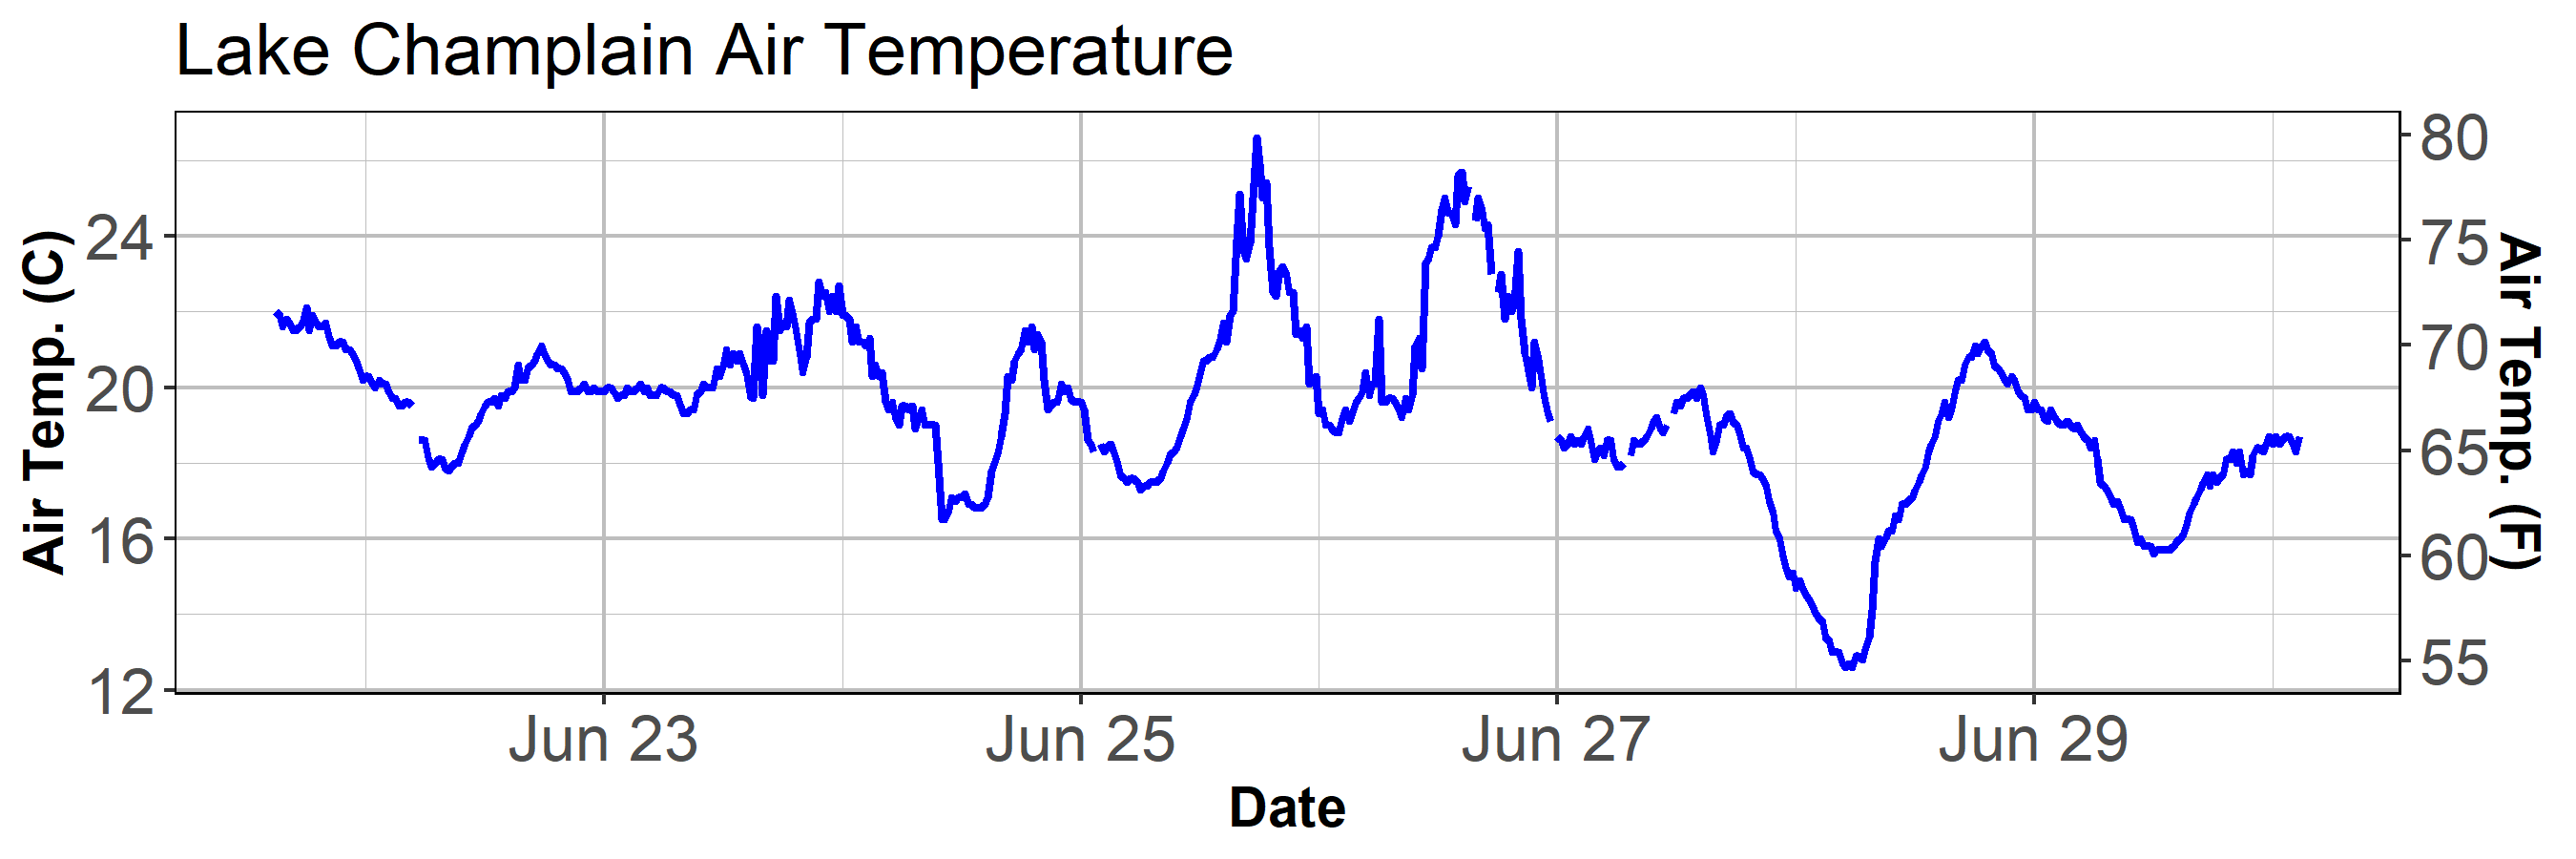 Lake Champlain Air Temperature
Air Temp. (C)
24
20
16
12
80
75
70
65
60
55
Air Temp. (F)
Jun 23 Jun 25 Jun 27 Jun 29
Date